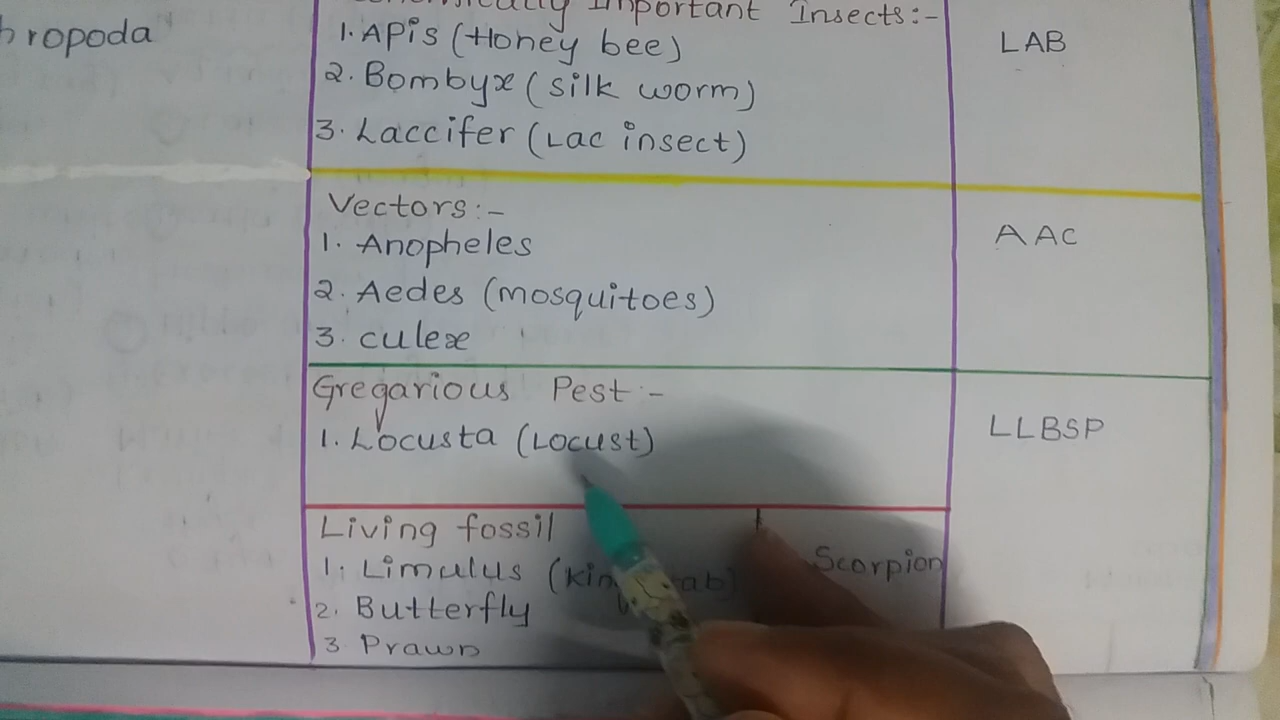 Important Insects:-
hropoda
1. Apis (Honey bee)
LAB
2. Bombyx (silk worm)
3. Laccifer (Lac insect)
Vectors:-
1. Anopheles
AAC
2. Aedes (mosquitoes)
3. culex
Gregarious Pest:-
1. Locusta (Locust)
LLBSP
Living fossil
1. Limulus
Scorpion
2. Butterfly
3 Prawn